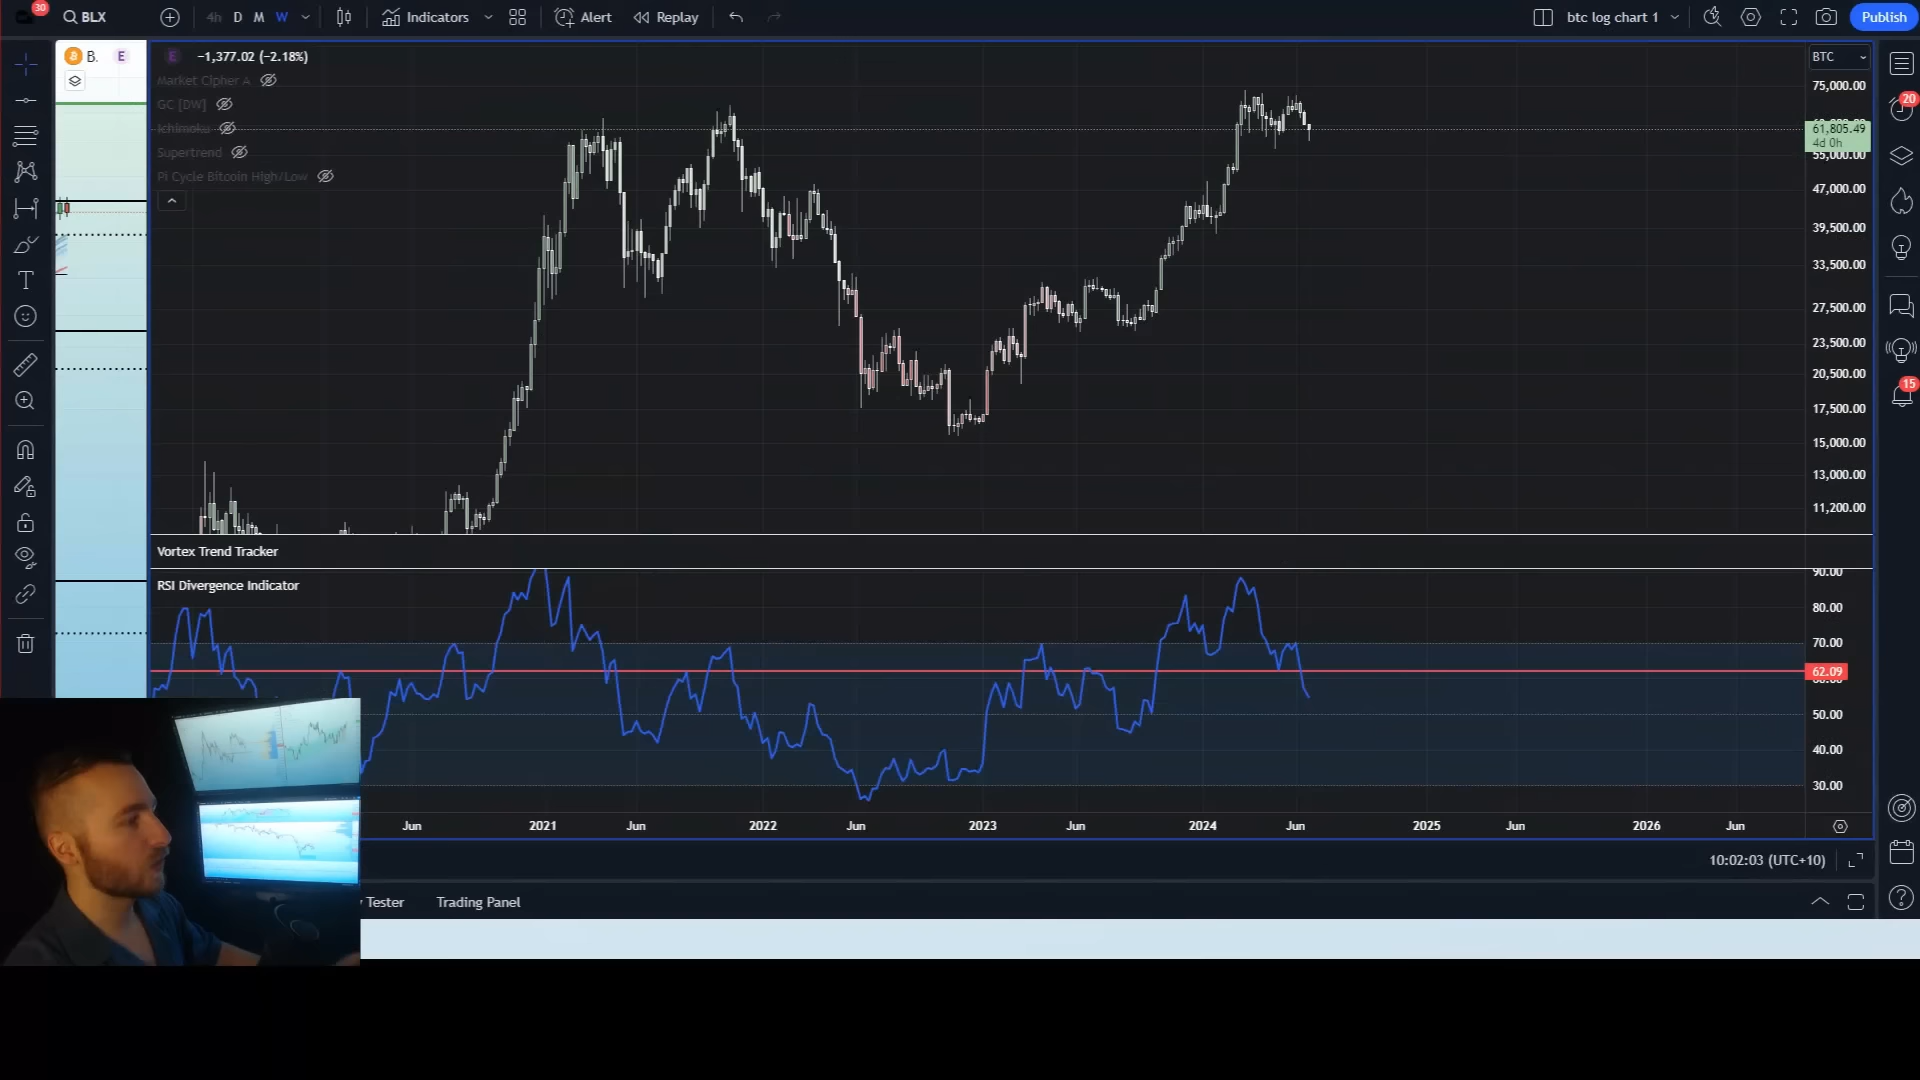 30
BLX
4h D M W
Indicators
Alert
Replay
btc log chart 1
Publish
B. E
E −1,377.02 (−2.18%)
Market Cipher A
GC [DW]
Ichimoku
Supertrend
Pi Cycle Bitcoin High/Low
BTC
75,000.00
61,805.49
4d 0h
55,000.00
47,000.00
39,500.00
33,500.00
27,500.00
23,500.00
20,500.00
17,500.00
15,000.00
13,000.00
11,200.00
20
15
Vortex Trend Tracker
RSI Divergence Indicator
90.00
80.00
70.00
62.09
50.00
40.00
30.00
Jun 2021 Jun 2022 Jun 2023 Jun 2024 Jun 2025 Jun 2026 Jun
10:02:03 (UTC+10)
Tester
Trading Panel